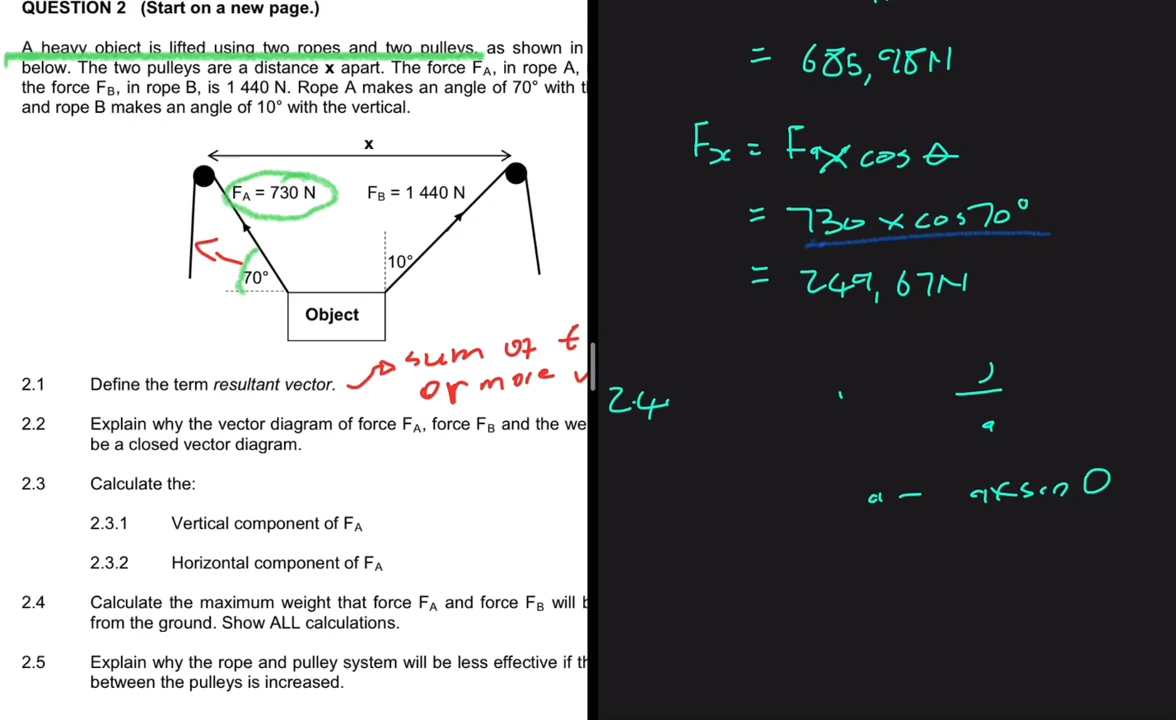 QUESTION 2 (Start on a new page.)
A heavy object is lifted using two ropes and two pulleys, as shown in
below. The two pulleys are a distance x apart. The force FA, in rope A,
the force FB, in rope B, is 1 440 N. Rope A makes an angle of 70° with
and rope B makes an angle of 10° with the vertical.
x
FA = 730 N FB = 1 440 N
10°
70°
Object
sum of
or more
2.1 Define the term resultant vector.
2.2 Explain why the vector diagram of force FA, force FB and the we
be a closed vector diagram.
2.3 Calculate the:
2.3.1 Vertical component of FA
2.3.2 Horizontal component of FA
2.4 Calculate the maximum weight that force FA and force FB will
from the ground. Show ALL calculations.
2.5 Explain why the rope and pulley system will be less effective if
between the pulleys is increased.
= 685,98N
Fx = FA x cos θ
= 730 x cos70°
= 249,67N
2.4